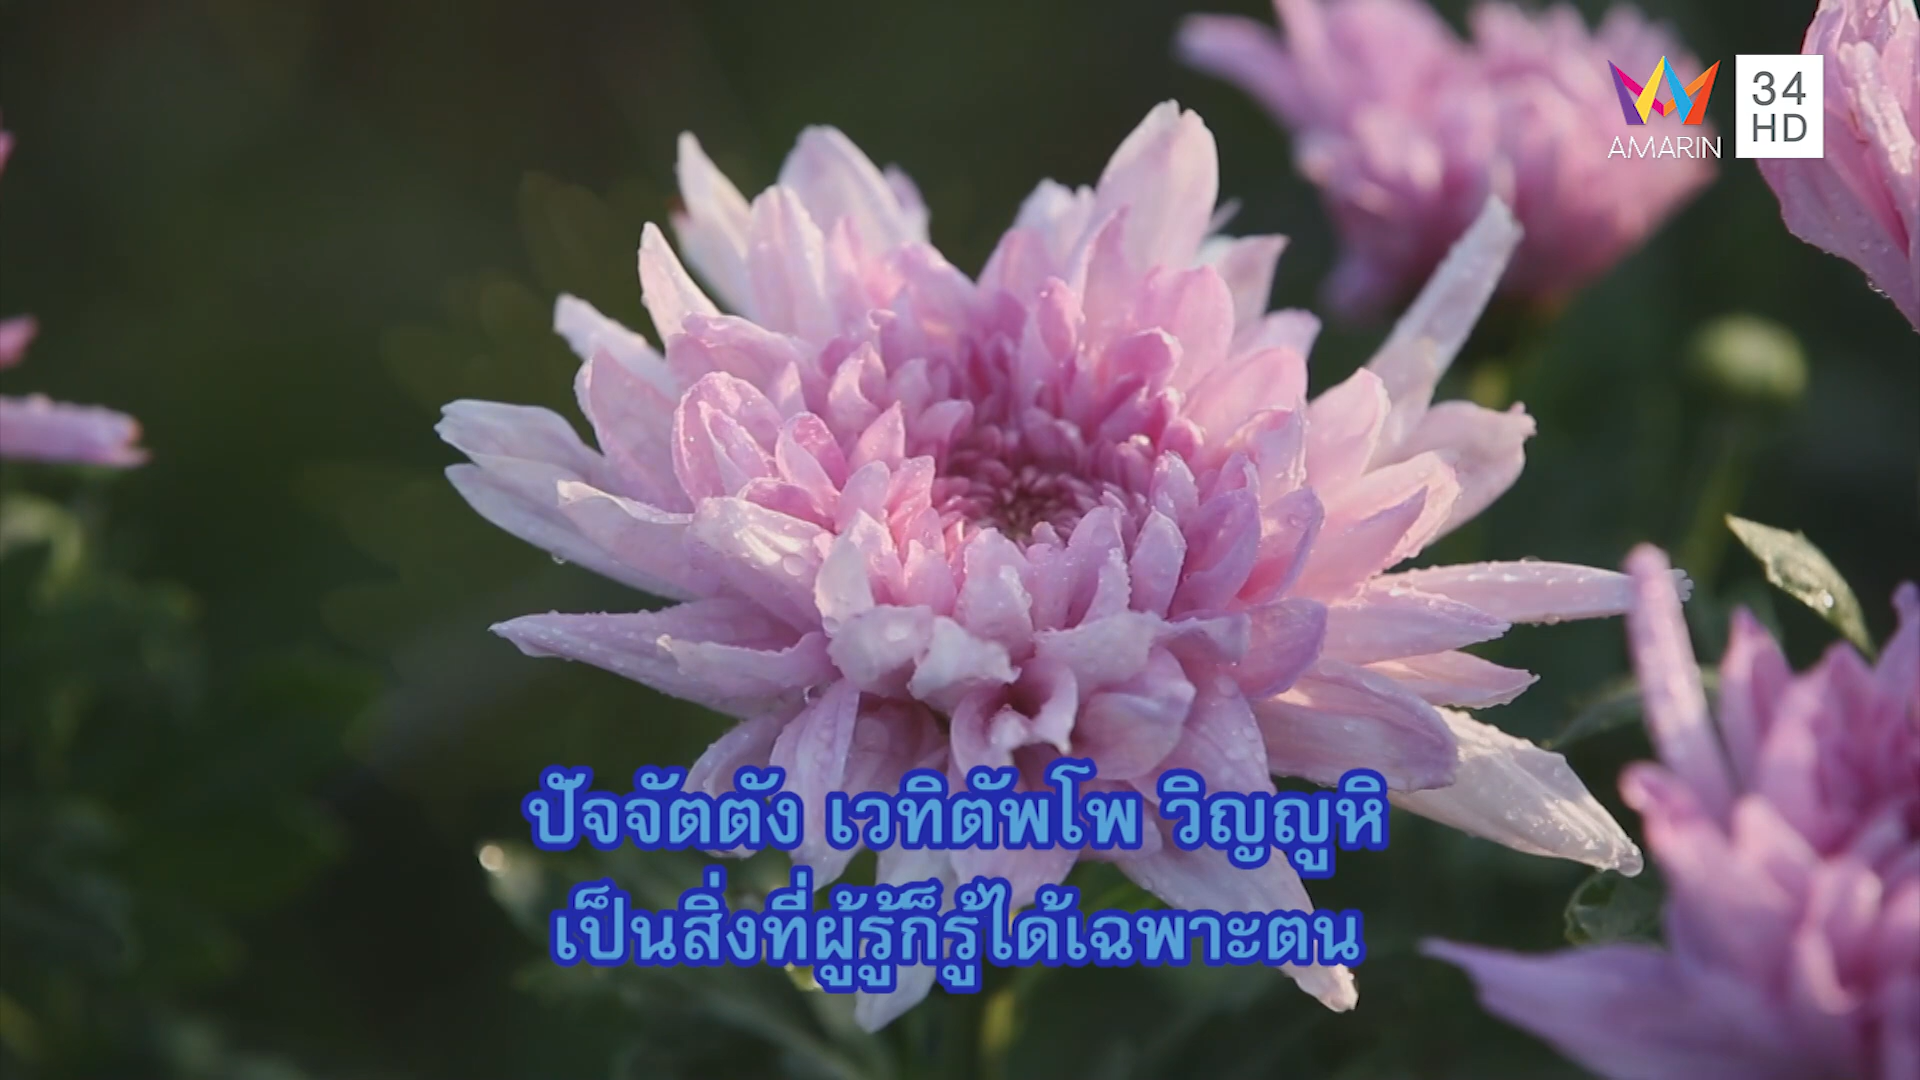 AMARIN
34
HD
ปัจจัตตัง เวทิตัพโพ วิญญูหิ
เป็นสิ่งที่ผู้รู้ก็รู้ได้เฉพาะตน